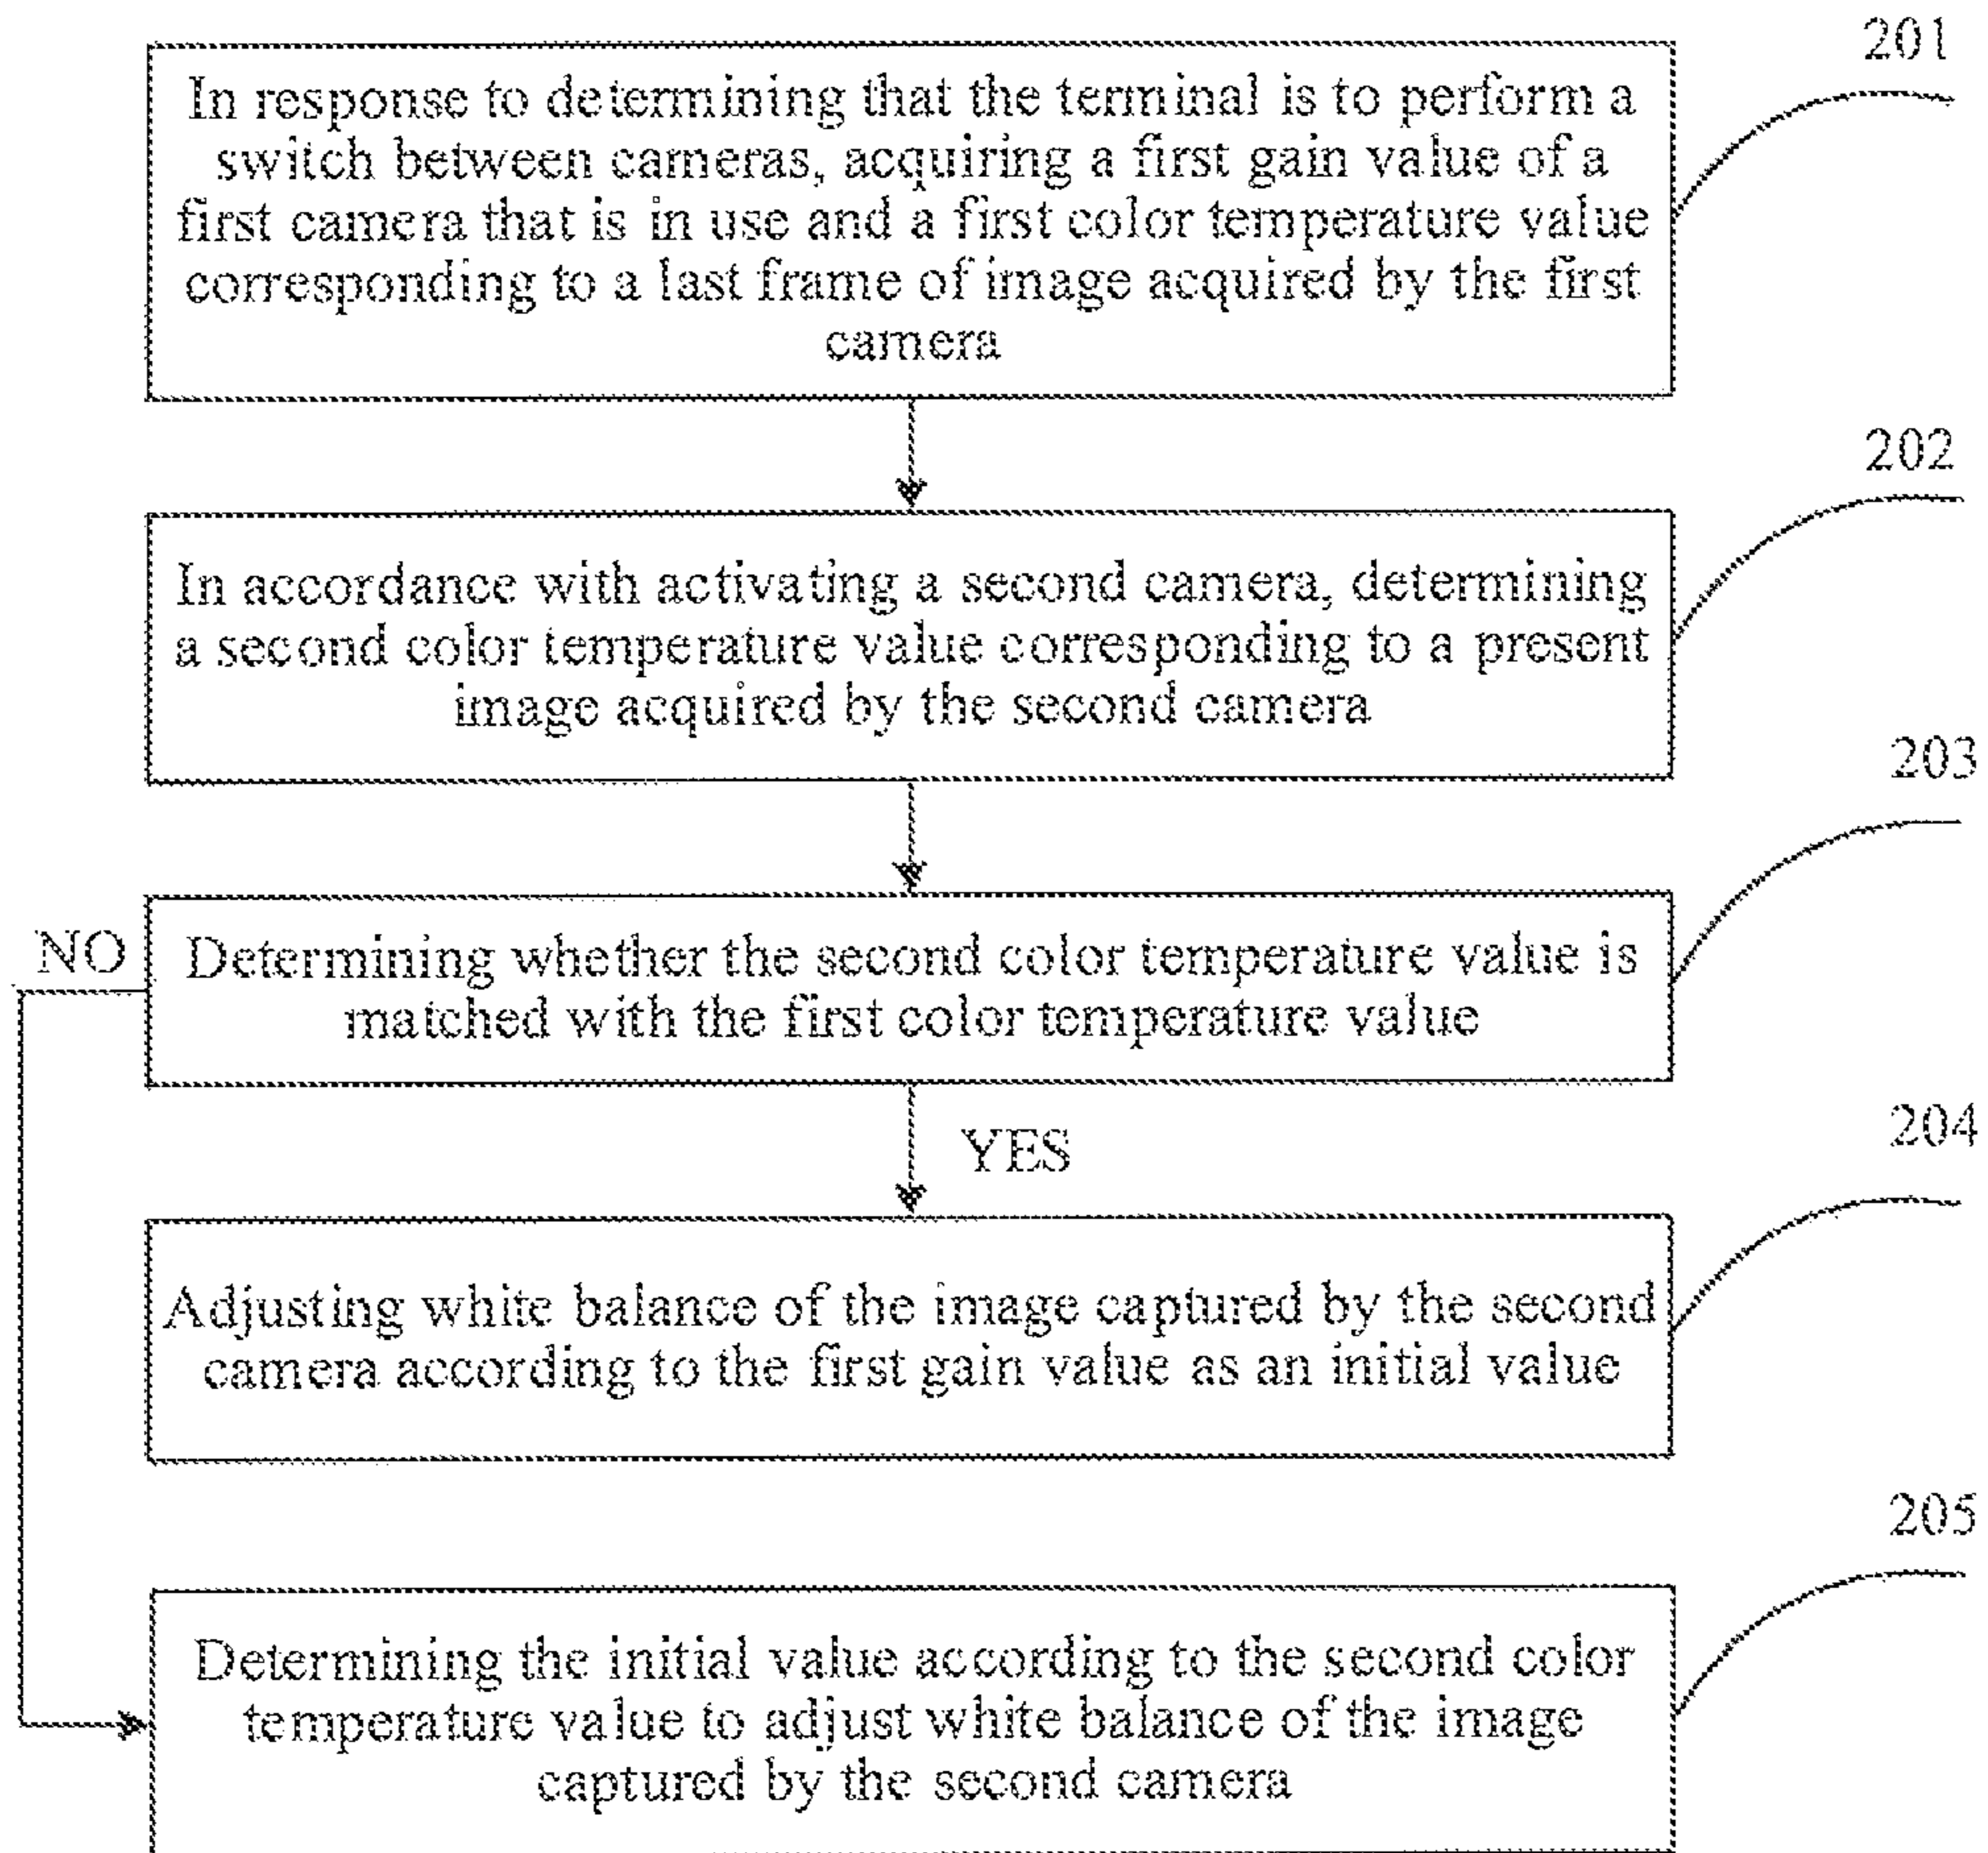 201
In response to determining that the terminal is to perform a
switch between cameras, acquiring a first gain value of a
first camera that is in use and a first color temperature value
corresponding to a last frame of image acquired by the first
camera
202
In accordance with activating a second camera, determining
a second color temperature value corresponding to a present
image acquired by the second camera
203
NO
Determining whether the second color temperature value is
matched with the first color temperature value
YES
204
Adjusting white balance of the image captured by the second
camera according to the first gain value as an initial value
205
Determining the initial value according to the second color
temperature value to adjust white balance of the image
captured by the second camera